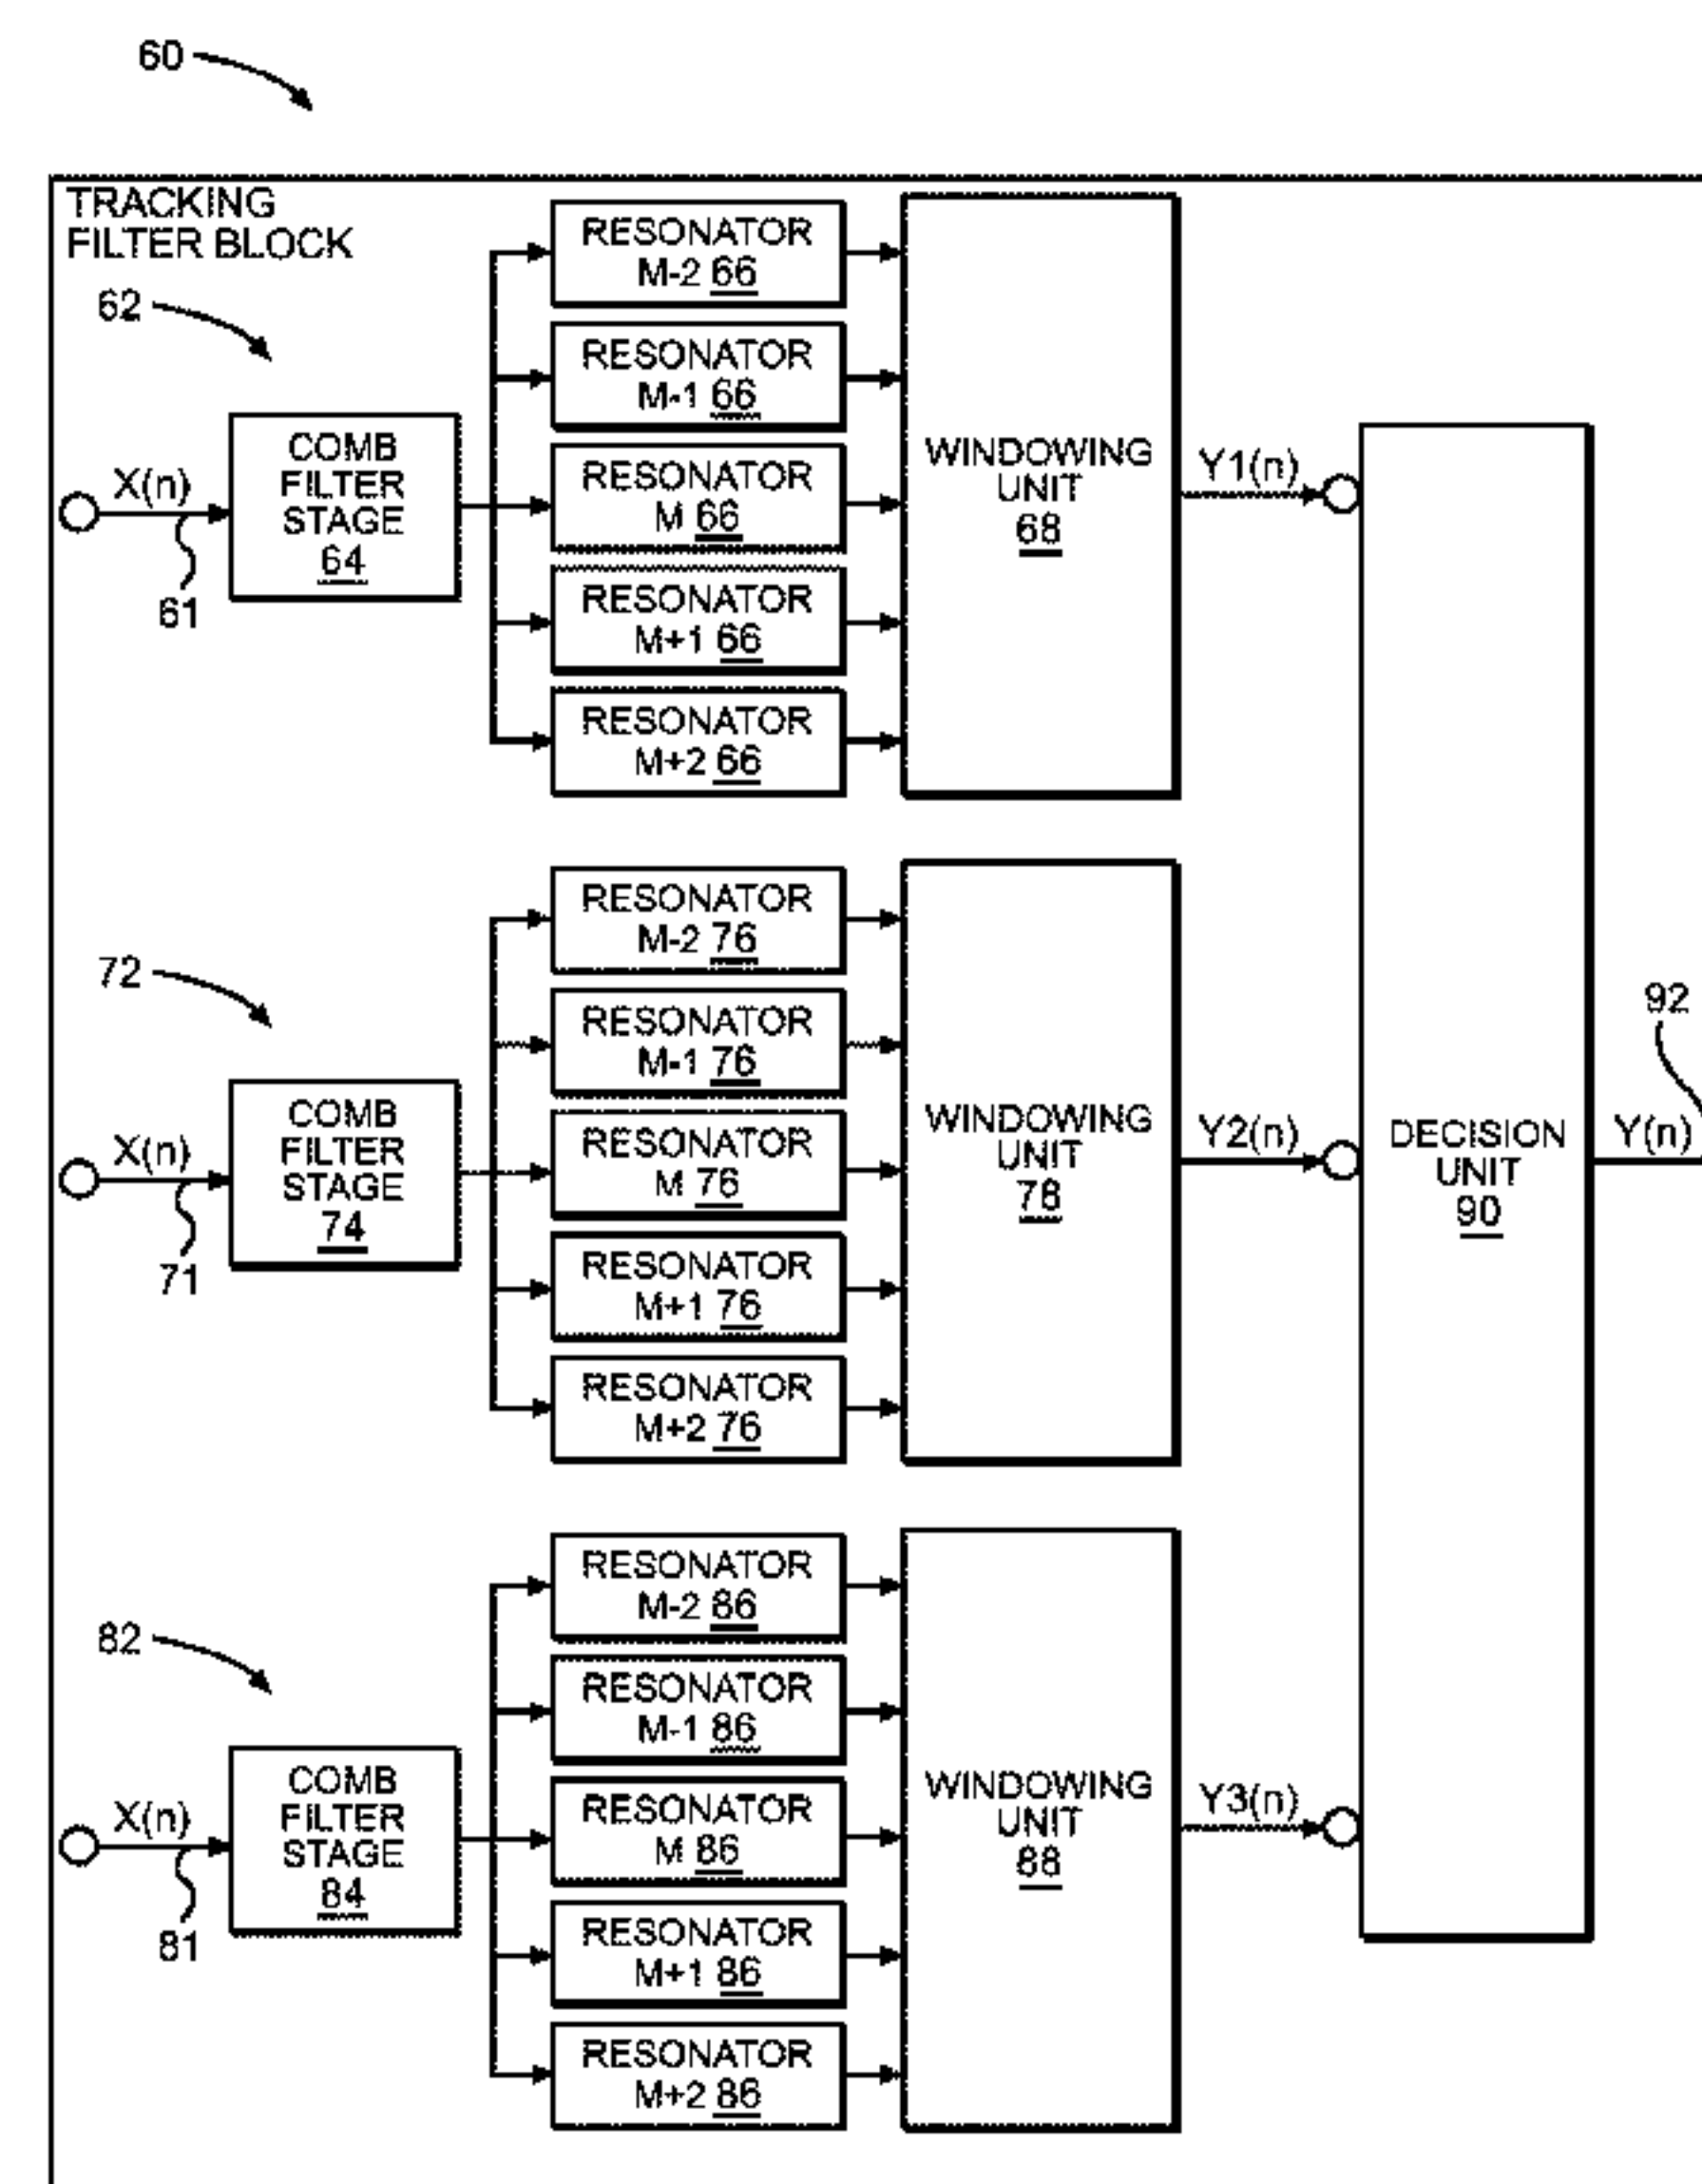 60
TRACKING
FILTER BLOCK
62
X(n)
61
COMB
FILTER
STAGE
64
RESONATOR
M-2 66
RESONATOR
M-1 66
RESONATOR
M 66
RESONATOR
M+1 66
RESONATOR
M+2 66
WINDOWING
UNIT
68
Y1(n)
72
X(n)
71
COMB
FILTER
STAGE
74
RESONATOR
M-2 76
RESONATOR
M-1 76
RESONATOR
M 76
RESONATOR
M+1 76
RESONATOR
M+2 76
WINDOWING
UNIT
78
Y2(n)
82
X(n)
81
COMB
FILTER
STAGE
84
RESONATOR
M-2 86
RESONATOR
M-1 86
RESONATOR
M 86
RESONATOR
M+1 86
RESONATOR
M+2 86
WINDOWING
UNIT
88
Y3(n)
DECISION
UNIT
90
92
Y(n)